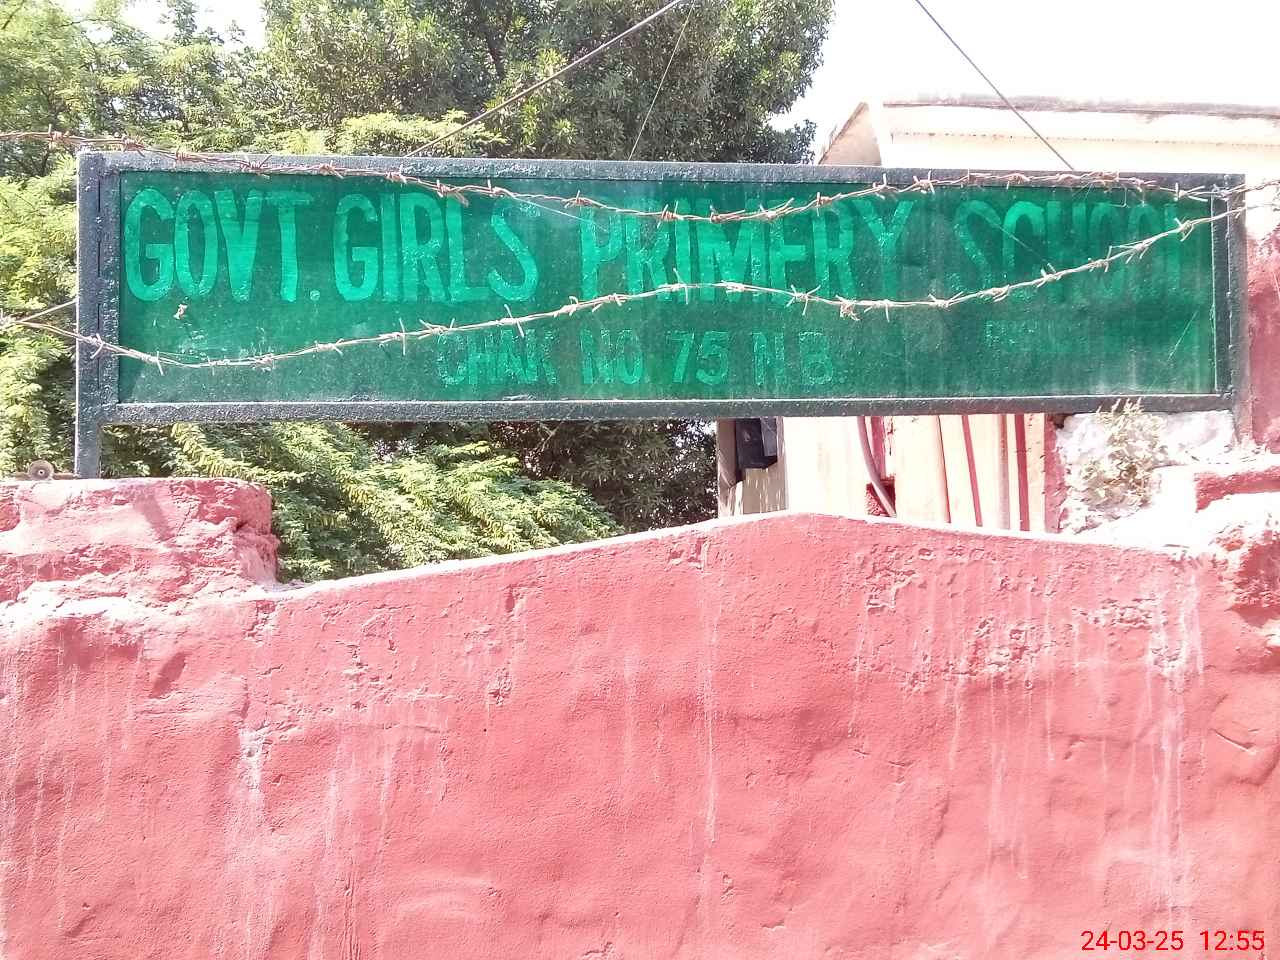 GOVT. GIRLS PRIMERY SCHOOL
CHAK NO. 75 N.B.
24-03-25 12:55